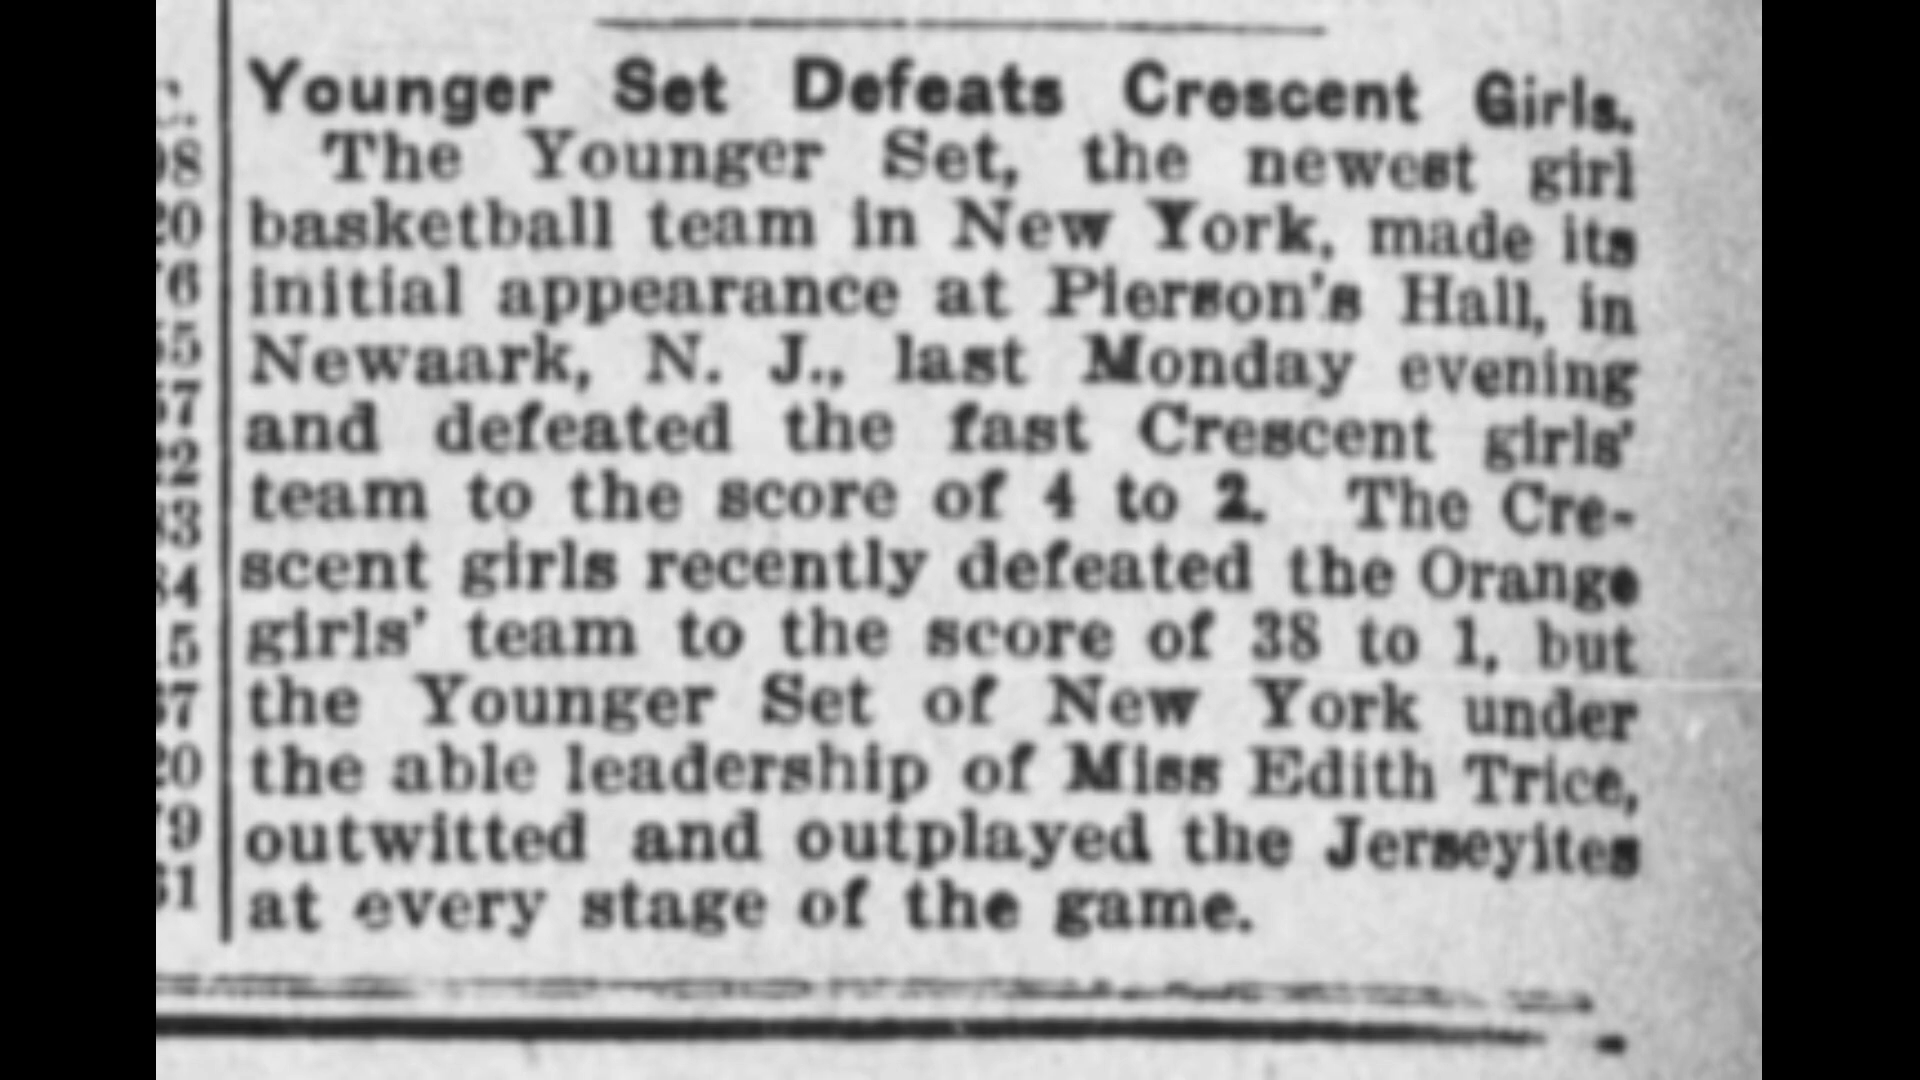 Younger Set Defeats Crescent Girls.
The Younger Set, the newest girl
basketball team in New York, made its
initial appearance at Pierson's Hall, in
Newaark, N. J., last Monday evening
and defeated the fast Crescent girls'
team to the score of 4 to 2. The Cre-
scent girls recently defeated the Orange
girls' team to the score of 38 to 1, but
the Younger Set of New York under
the able leadership of Miss Edith Trice,
outwitted and outplayed the Jerseyites
at every stage of the game.